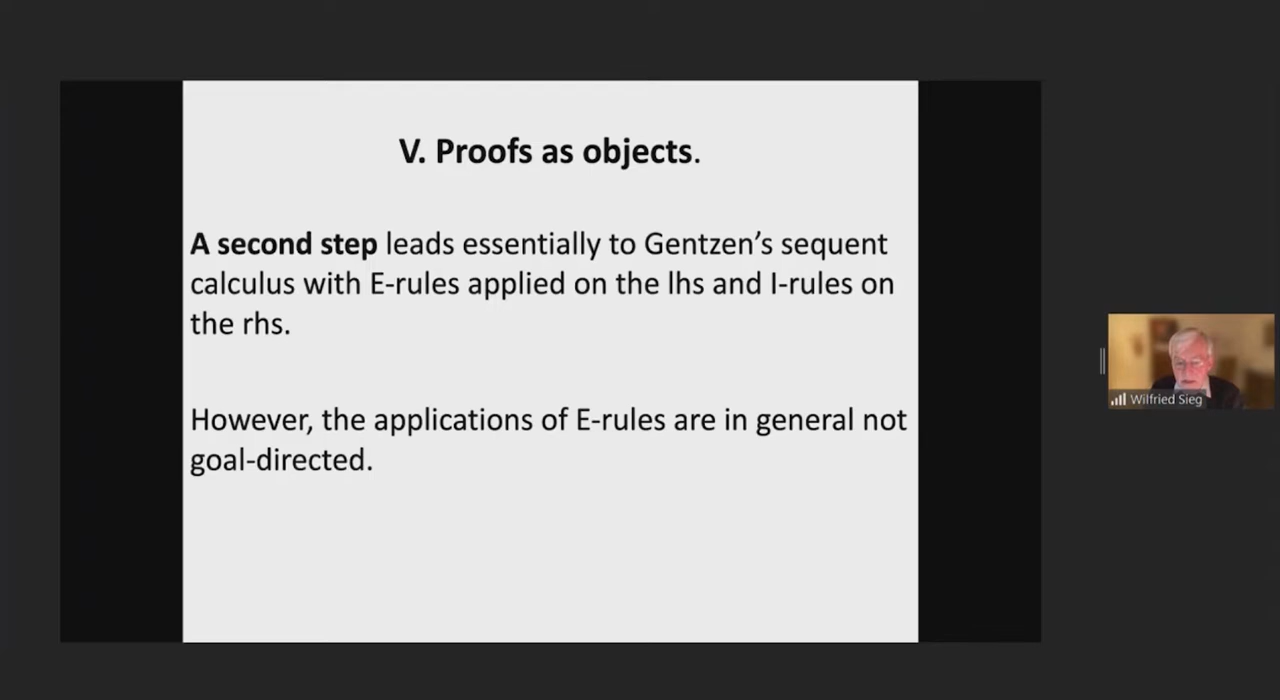 V. Proofs as objects.
A second step leads essentially to Gentzen’s sequent
calculus with E-rules applied on the lhs and I-rules on
the rhs.
However, the applications of E-rules are in general not
goal-directed.
Wilfried Sieg